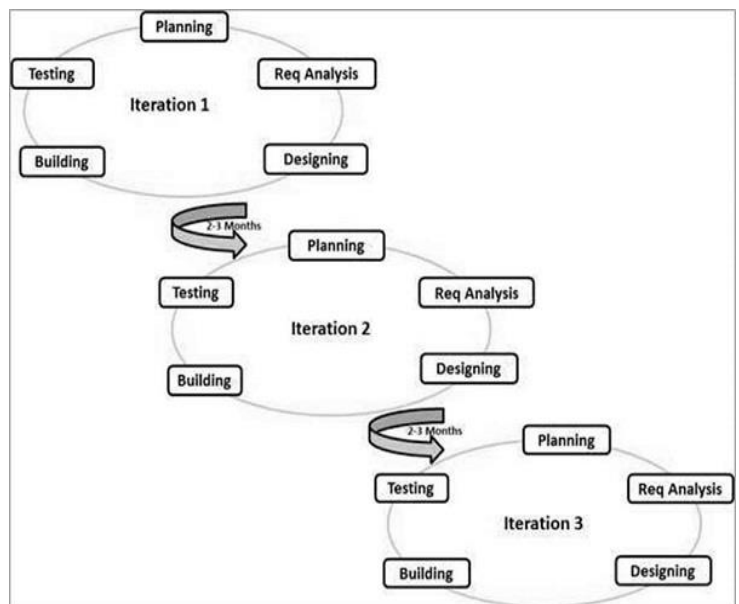 Planning
Testing
Req Analysis
Iteration 1
Building
Designing
2-3 Months
Planning
Testing
Req Analysis
Iteration 2
Building
Designing
2-3 Months
Planning
Testing
Req Analysis
Iteration 3
Building
Designing